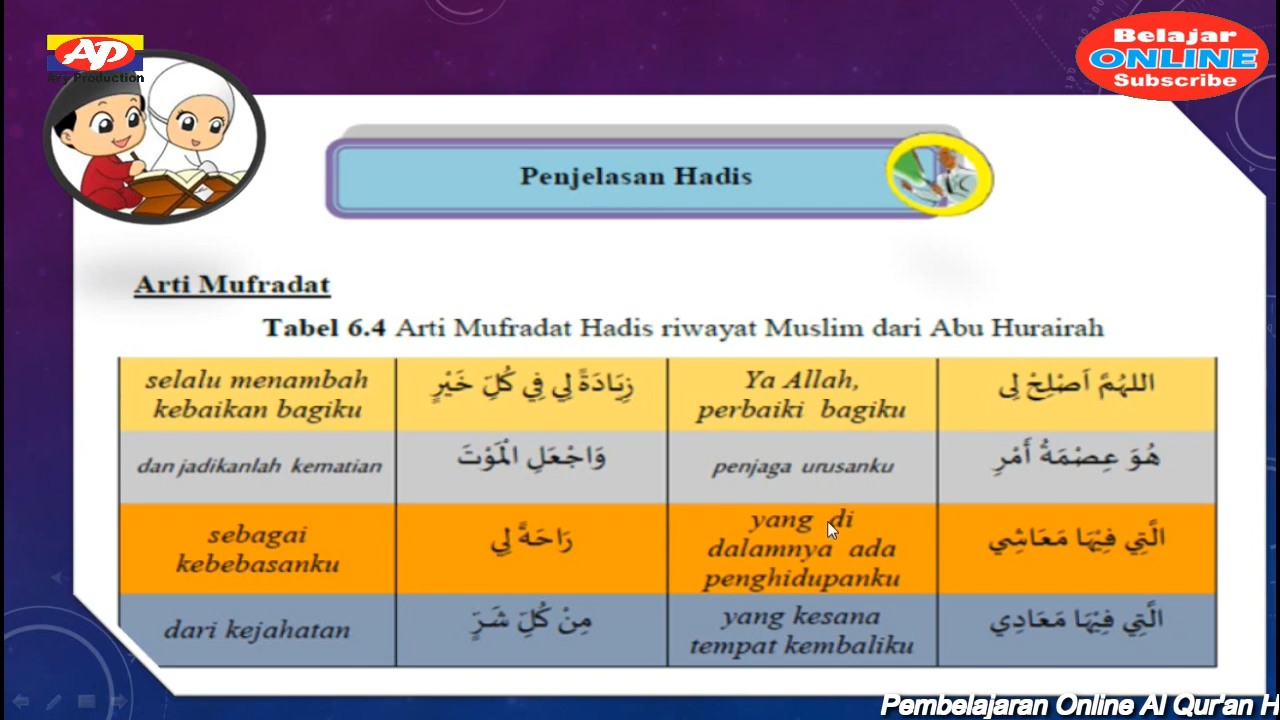 AP
Ary Production
Belajar
ONLINE
Subscribe
Penjelasan Hadis
Arti Mufradat
Tabel 6.4 Arti Mufradat Hadis riwayat Muslim dari Abu Hurairah
selalu menambah
kebaikan bagiku
زِيَادَةً لِي فِي كُلِّ خَيْرٍ
Ya Allah,
perbaiki bagiku
اللهُمَّ اَصْلِحْ لِى
dan jadikanlah kematian
وَاجْعَلِ الْمَوْتَ
penjaga urusanku
هُوَ عِصْمَةُ أَمْرِ
sebagai
kebebasanku
رَاحَةً لِي
yang di
dalamnya ada
penghidupanku
الَّتِي فِيْهَا مَعَاشِي
dari kejahatan
مِنْ كُلِّ شَرٍّ
yang kesana
tempat kembaliku
الَّتِي فِيْهَا مَعَادِي
Pembelajaran Online Al Qur'an H